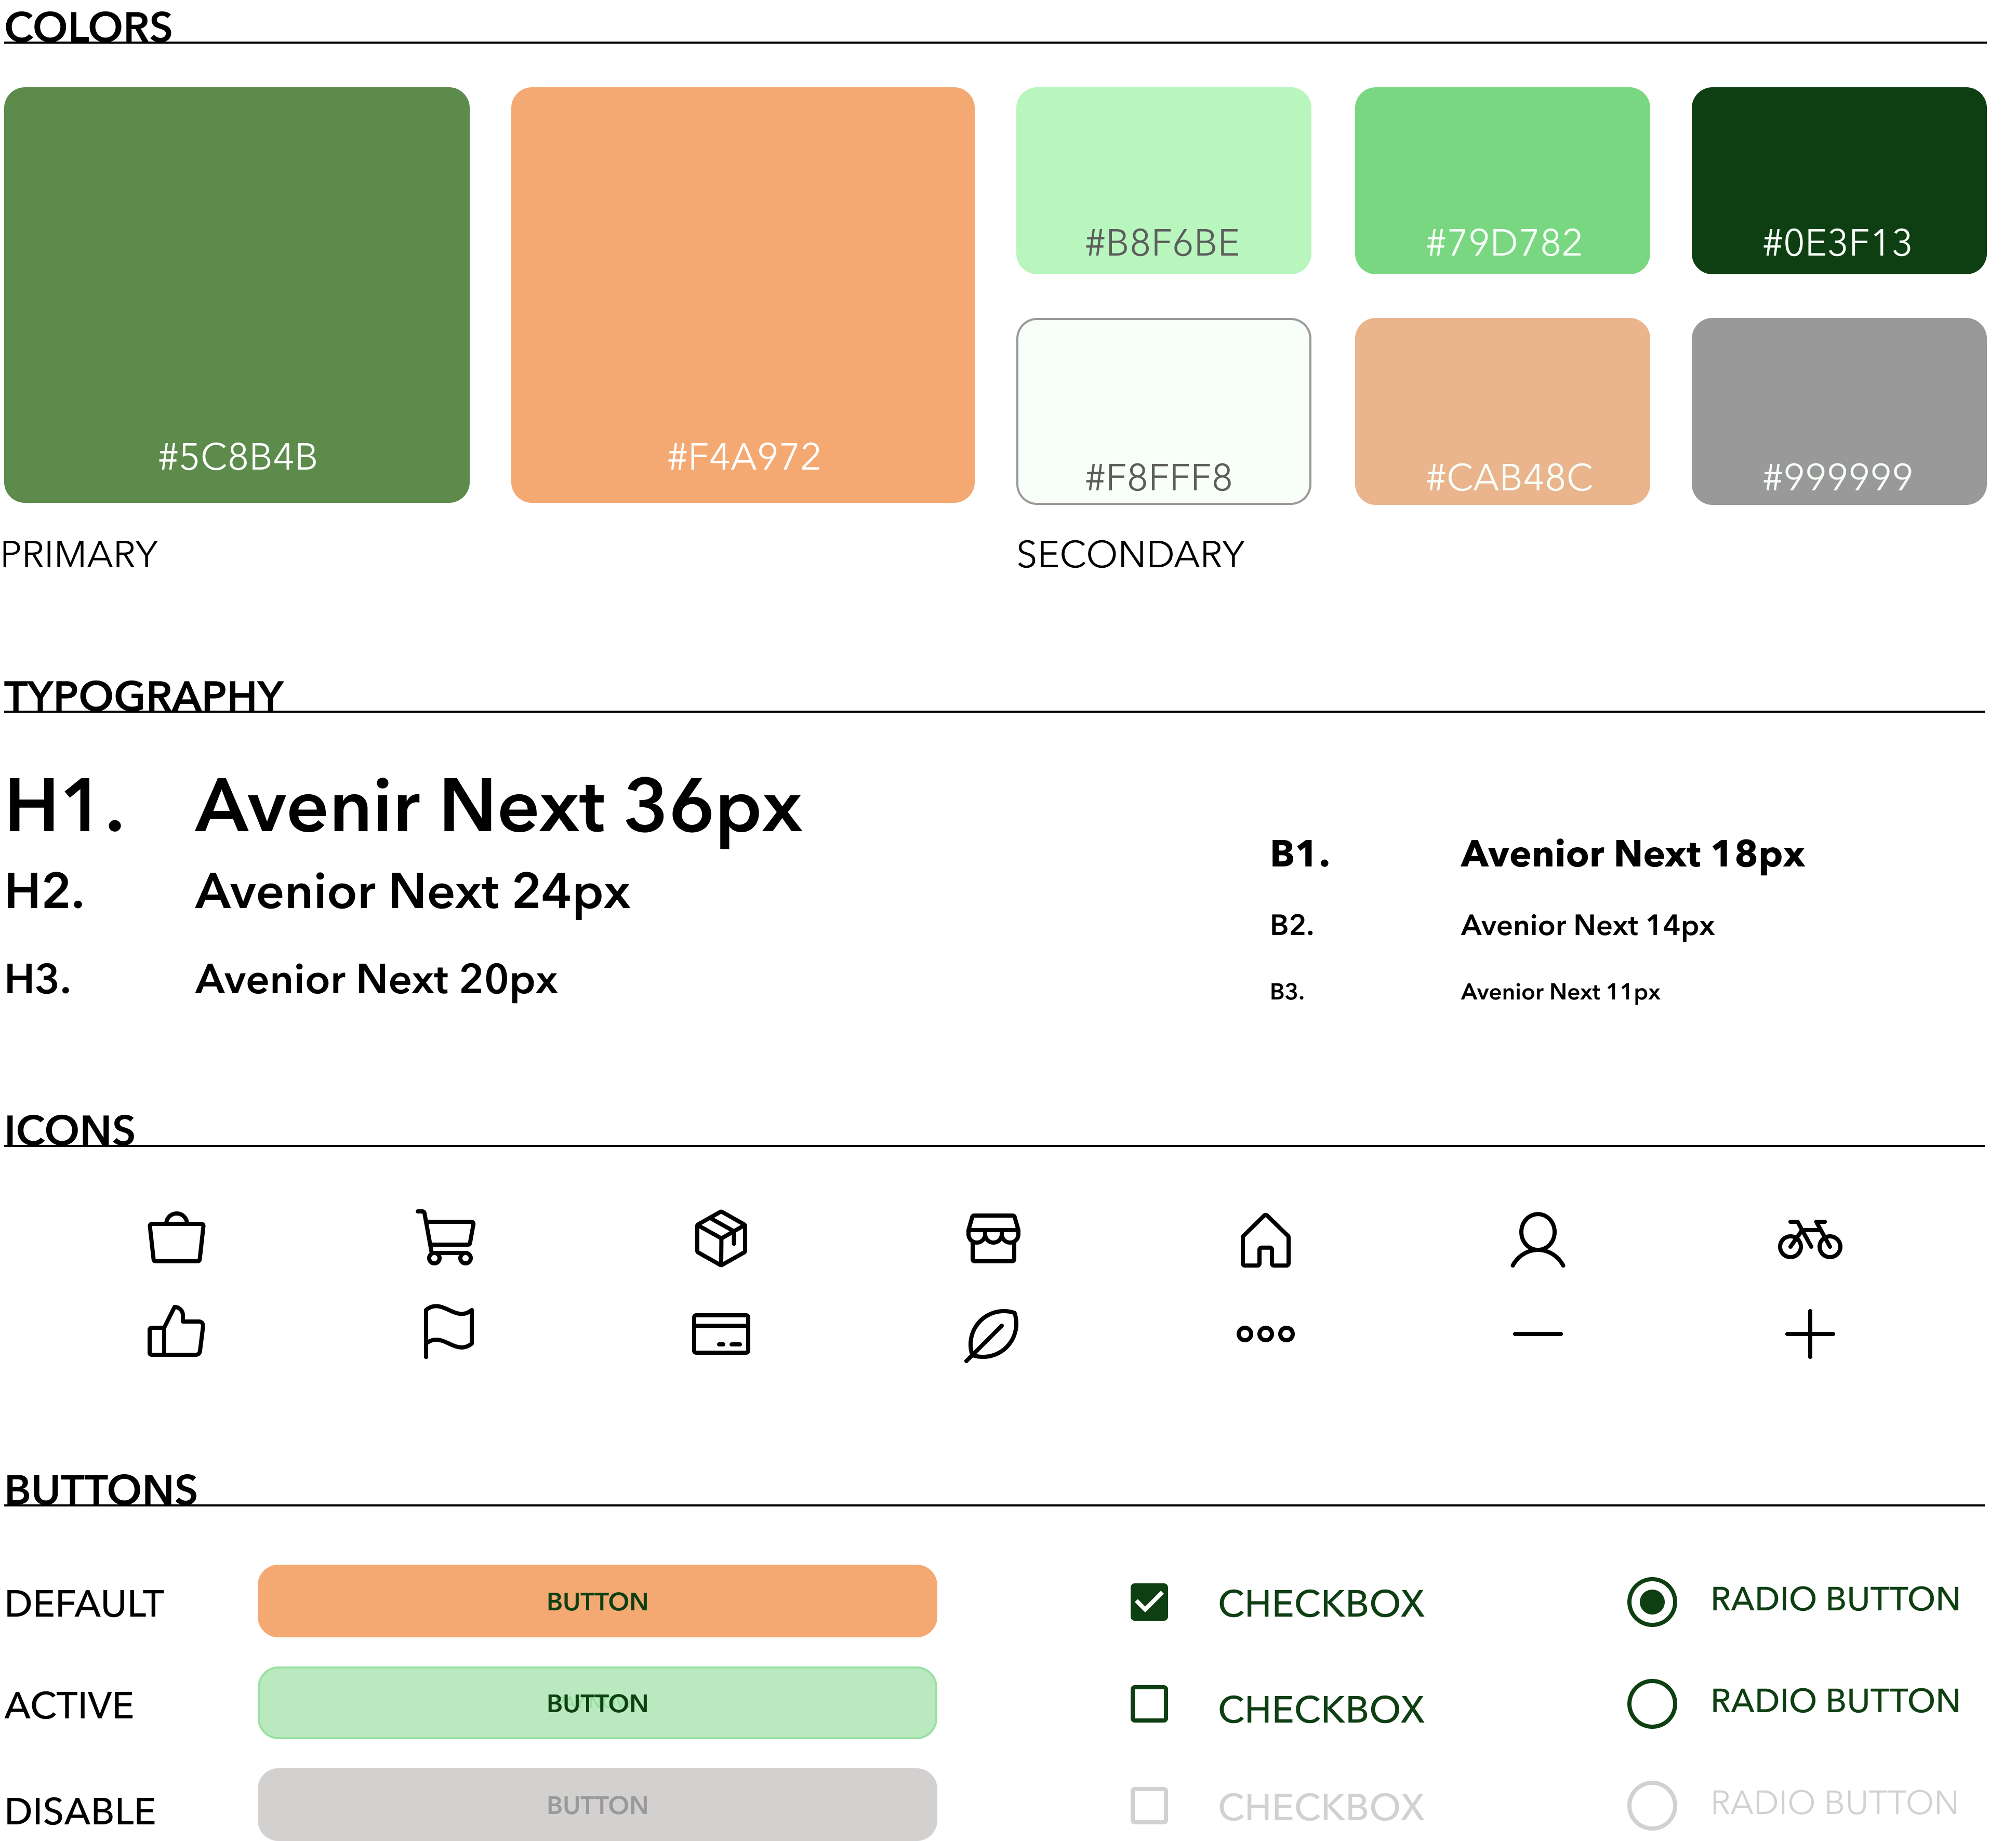 COLORS
#5C8B4B
#F4A972
#B8F6BE
#79D782
#0E3F13
#F8FFF8
#CAB48C
#999999
PRIMARY
SECONDARY
TYPOGRAPHY
H1. Avenir Next 36px
H2. Avenior Next 24px
H3. Avenior Next 20px
B1. Avenior Next 18px
B2. Avenior Next 14px
B3. Avenior Next 11px
ICONS
BUTTONS
DEFAULT BUTTON CHECKBOX RADIO BUTTON
ACTIVE BUTTON CHECKBOX RADIO BUTTON
DISABLE BUTTON CHECKBOX RADIO BUTTON